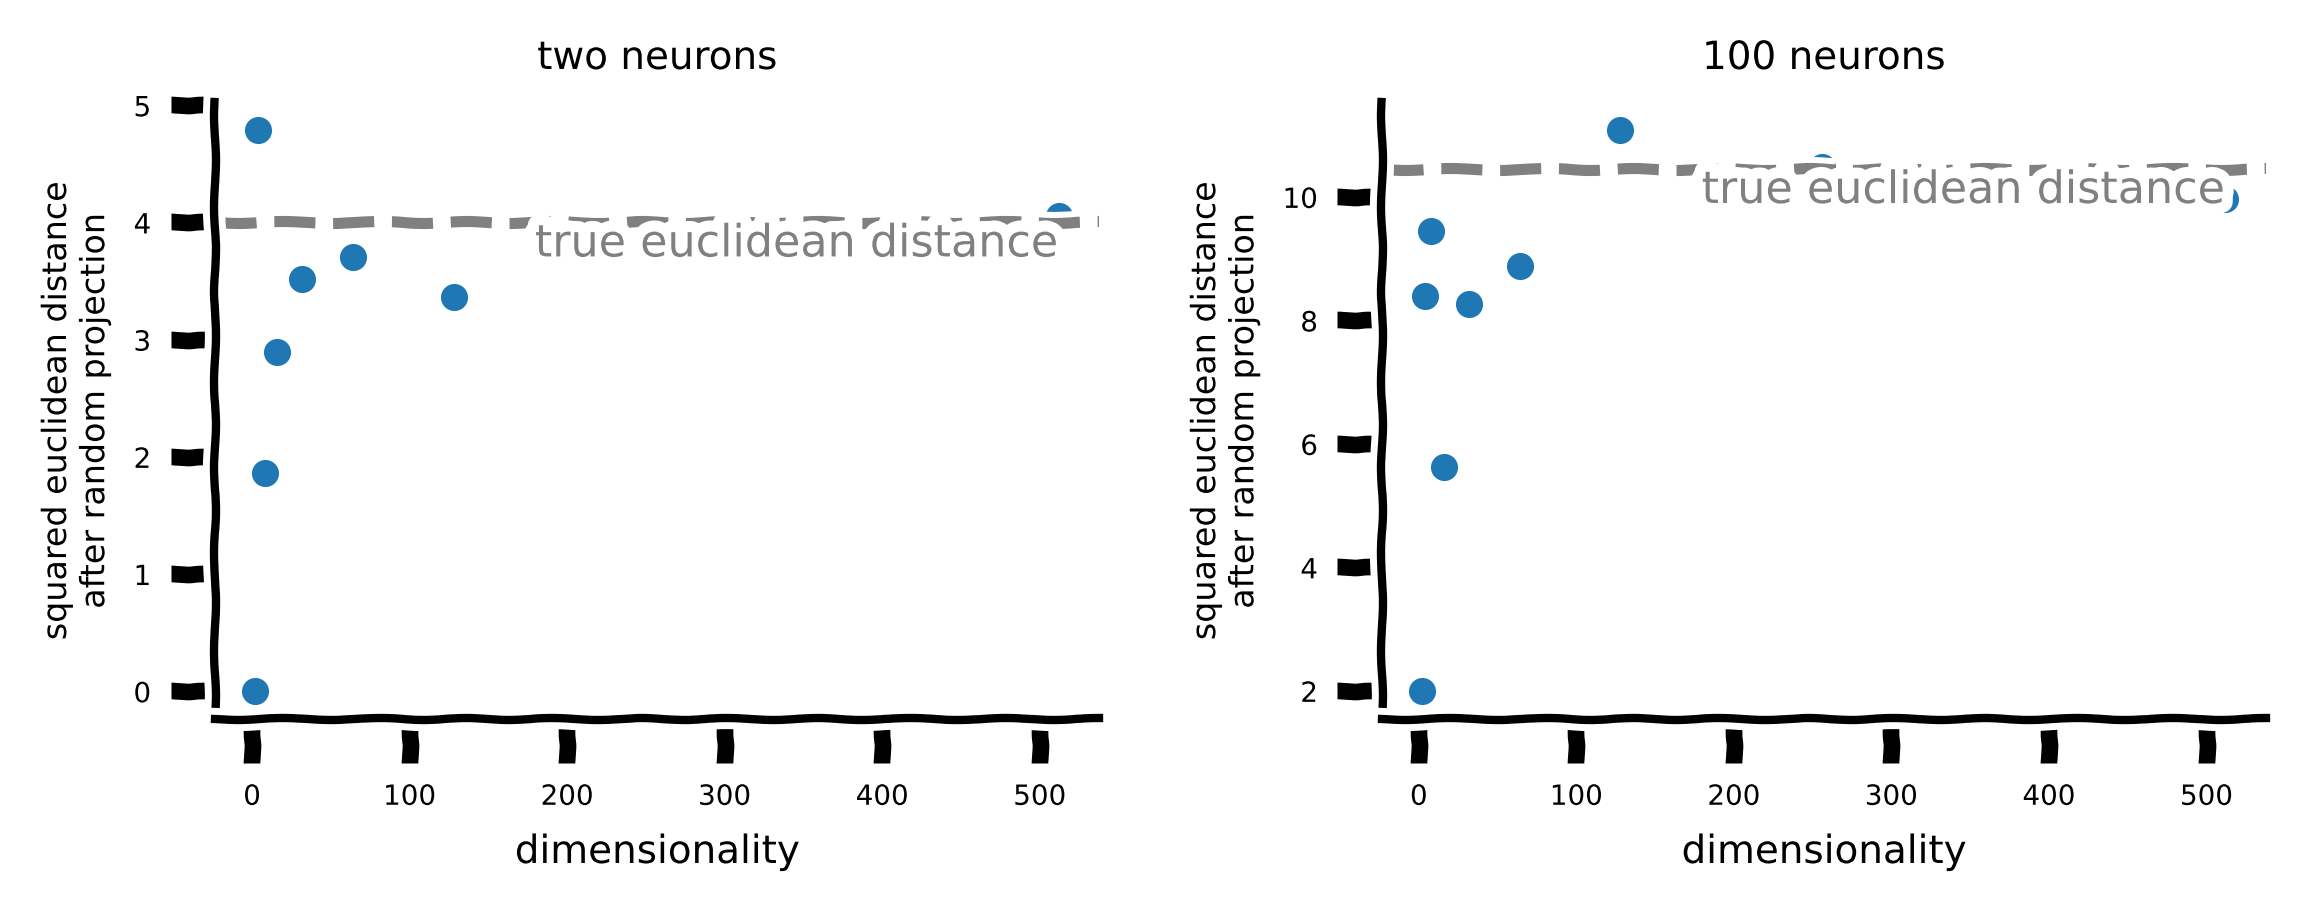 two neurons
squared euclidean distance
after random projection
5
4
3
2
1
0
true euclidean distance
0 100 200 300 400 500
dimensionality
100 neurons
squared euclidean distance
after random projection
10
8
6
4
2
true euclidean distance
0 100 200 300 400 500
dimensionality